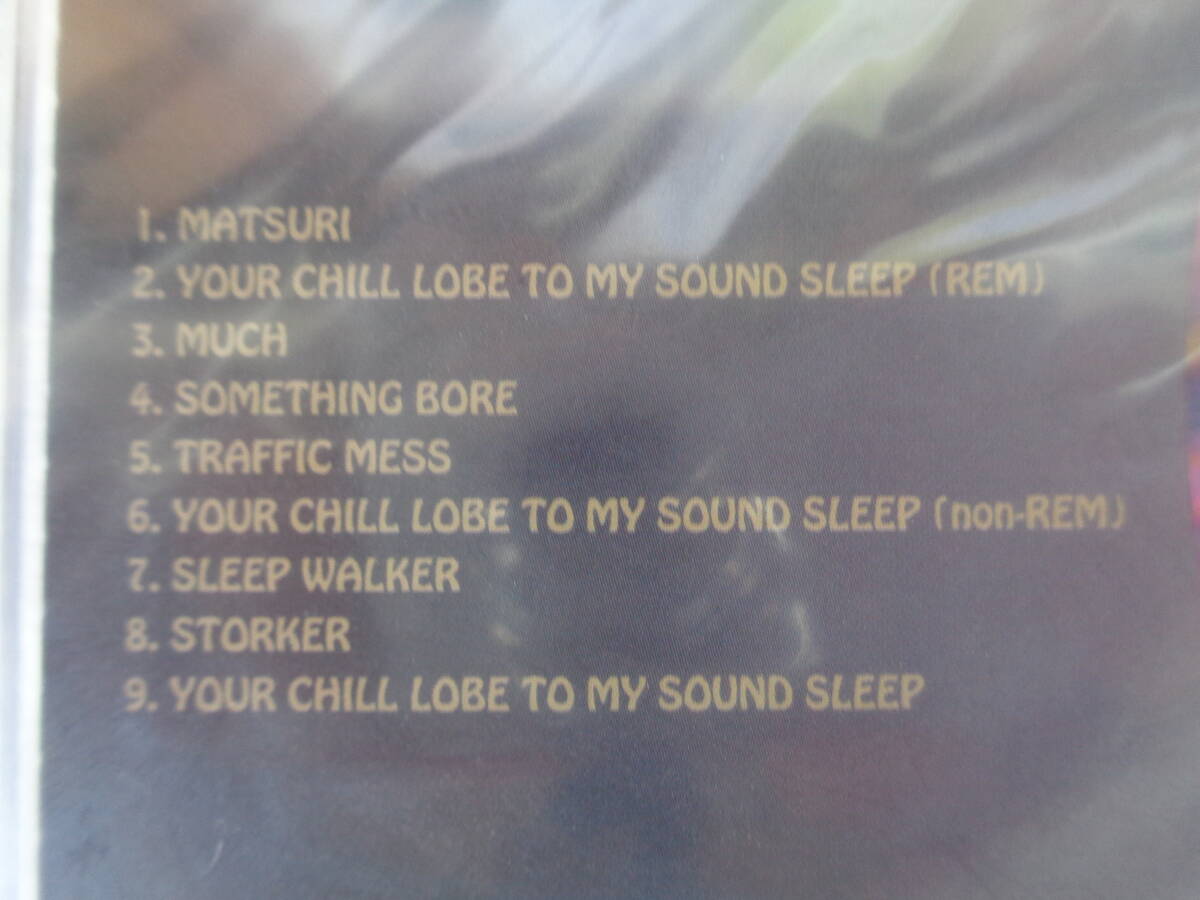 1. MATSURI
2. YOUR CHILL LOBE TO MY SOUND SLEEP (REM)
3. MUCH
4. SOMETHING BORE
5. TRAFFIC MESS
6. YOUR CHILL LOBE TO MY SOUND SLEEP (non-REM)
7. SLEEP WALKER
8. STORKER
9. YOUR CHILL LOBE TO MY SOUND SLEEP